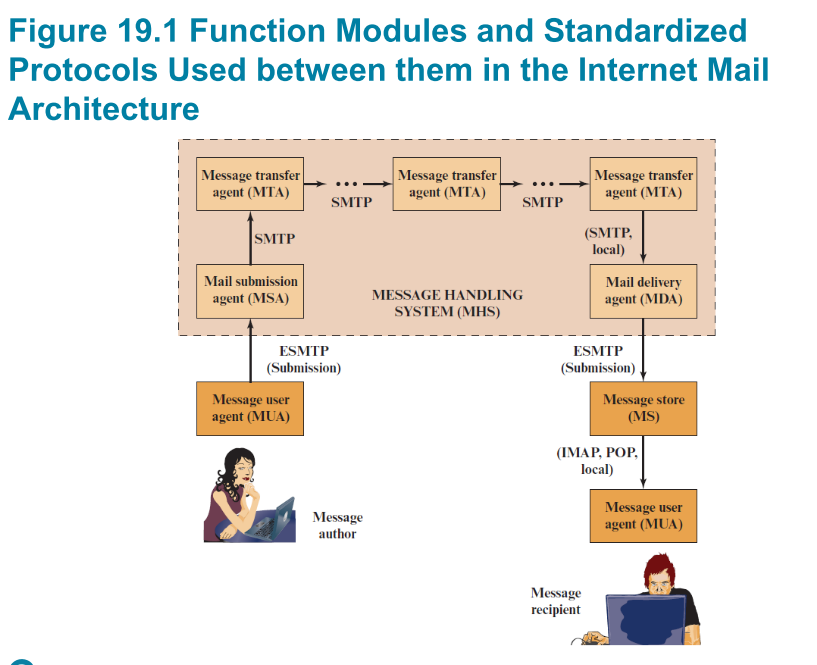 Figure 19.1 Function Modules and Standardized
Protocols Used between them in the Internet Mail
Architecture
Message transfer
agent (MTA)
SMTP
Message transfer
agent (MTA)
SMTP
Message transfer
agent (MTA)
SMTP
(SMTP,
local)
Mail submission
agent (MSA)
MESSAGE HANDLING
SYSTEM (MHS)
Mail delivery
agent (MDA)
ESMTP
(Submission)
ESMTP
(Submission)
Message user
agent (MUA)
Message store
(MS)
(IMAP, POP,
local)
Message
author
Message user
agent (MUA)
Message
recipient